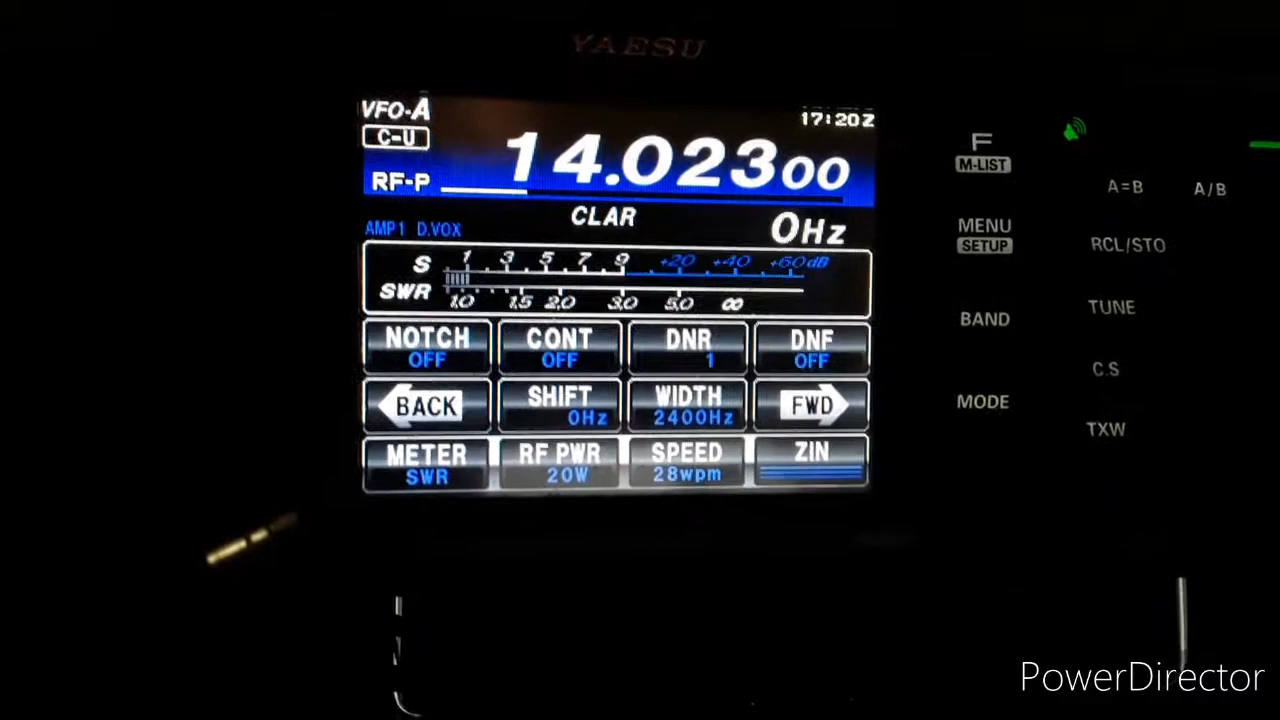 YAESU
VFO-A
17:20Z
C-U
14.02300
RF-P
CLAR
0Hz
AMP1 D.VOX
S 1 3 5 7 9 +20 +40 +60dB
SWR 1.0 1.5 2.0 3.0 5.0 ∞
NOTCH CONT DNR DNF
OFF OFF 1 OFF
BACK SHIFT WIDTH FWD
0Hz 2400Hz
METER RF PWR SPEED ZIN
SWR 20W 28wpm
F
M-LIST
A=B A/B
MENU
SETUP
RCL/STO
BAND
TUNE
C.S
MODE
TXW
PowerDirector